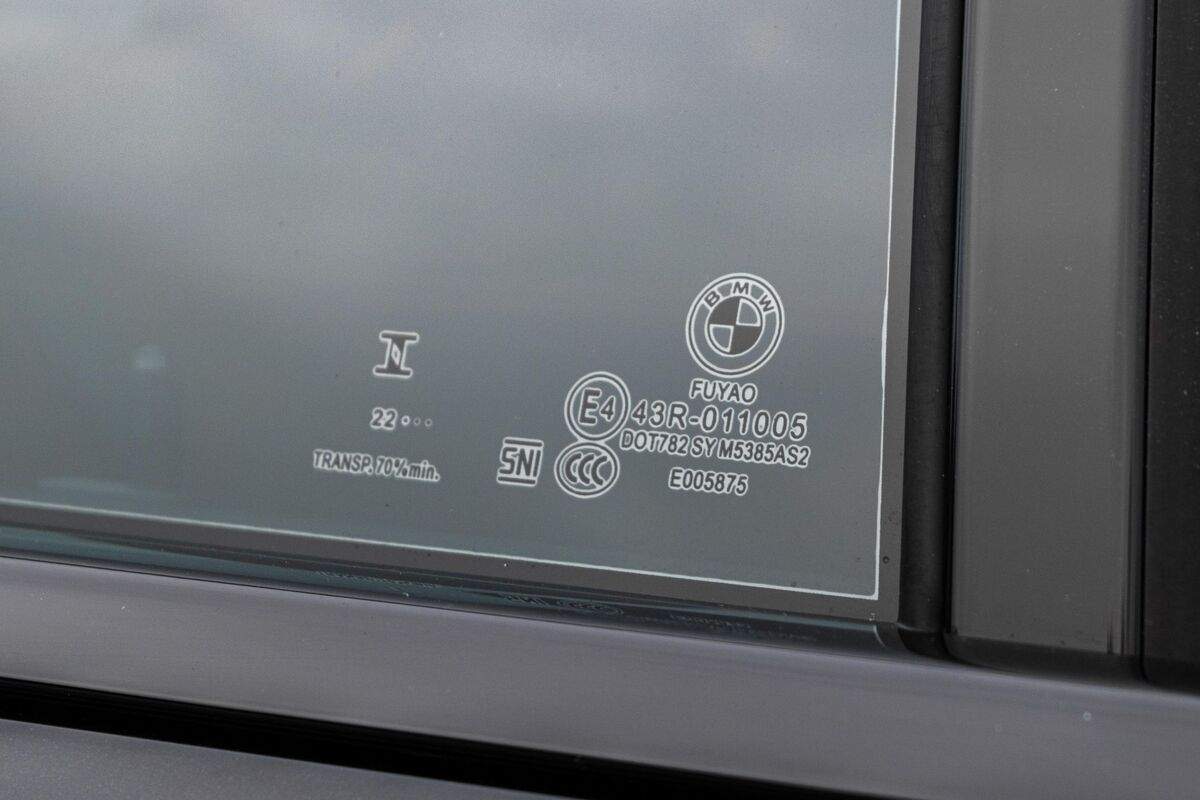 BMW
FUYAO
E4 43R-011005
DOT782 SY M5385AS2
E005875
CCC
SNI
22
TRANSP. 70% min.